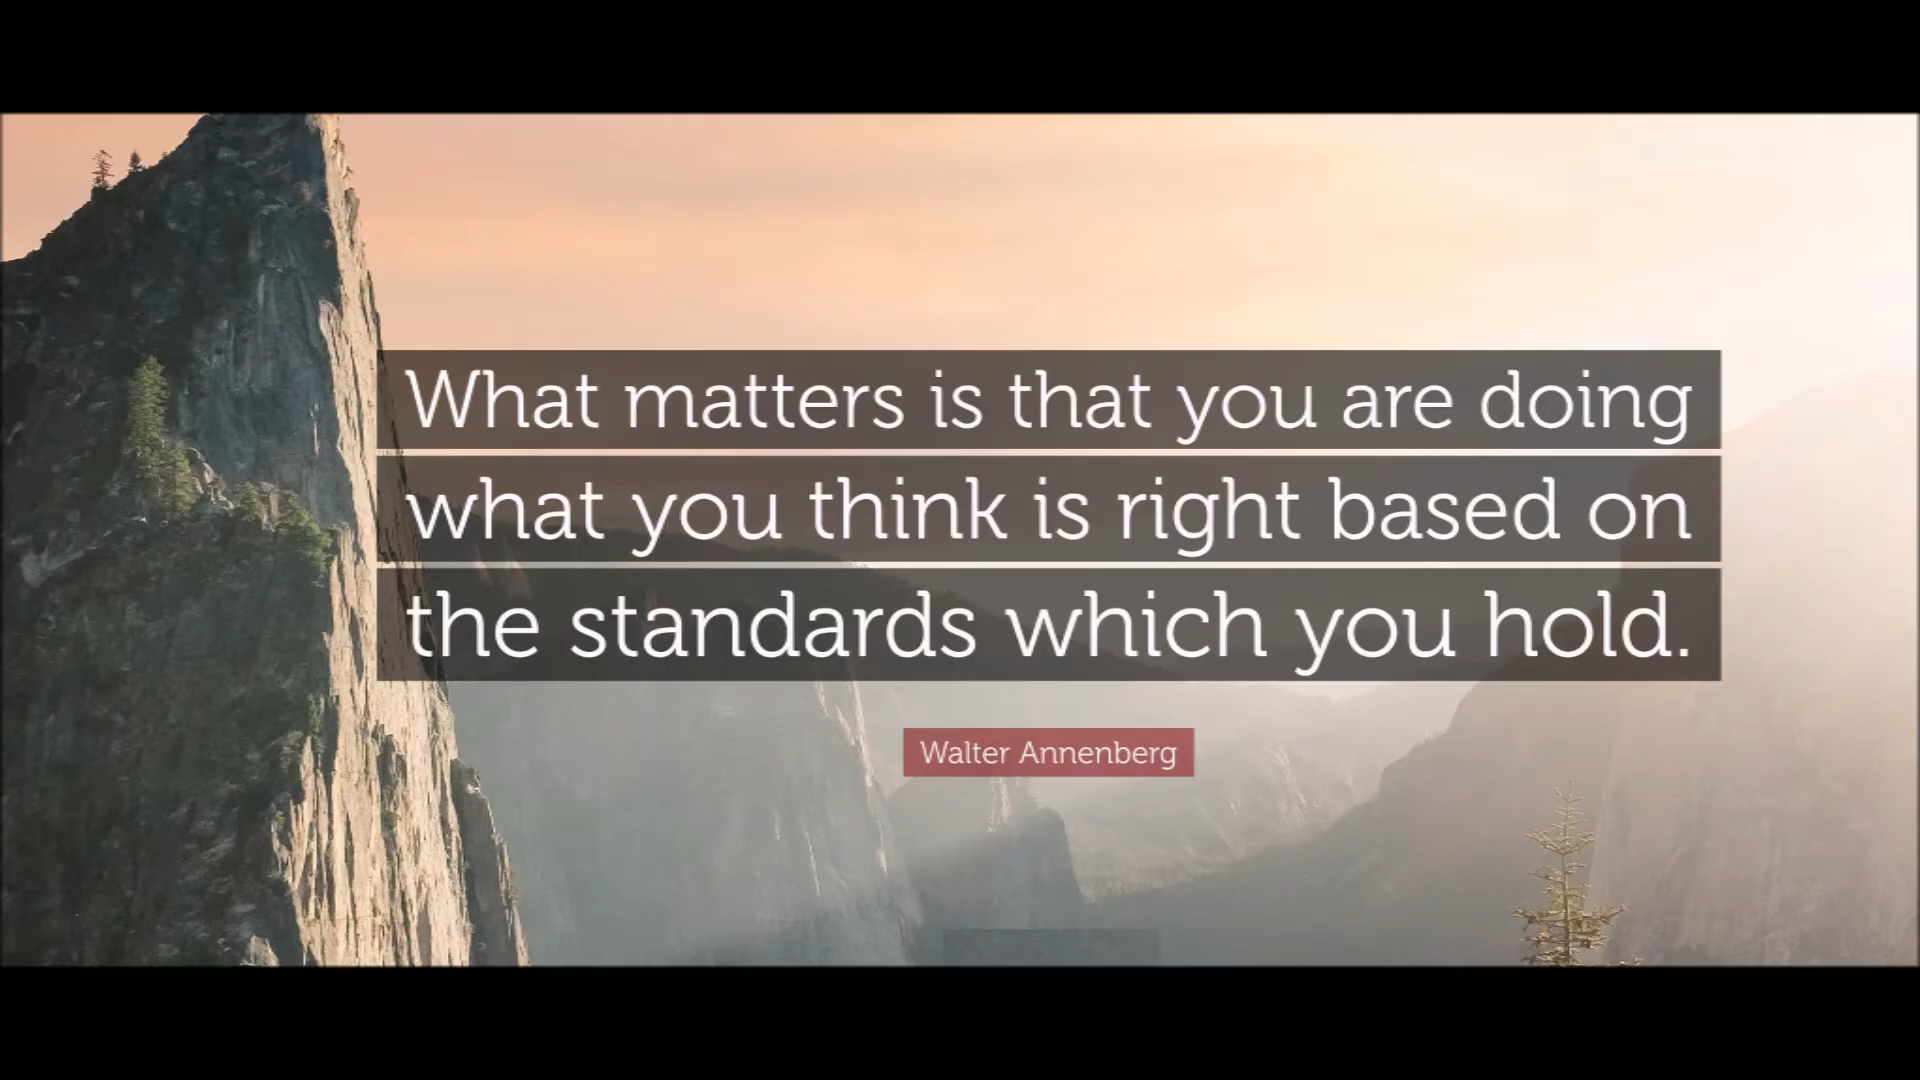 What matters is that you are doing
what you think is right based on
the standards which you hold.
Walter Annenberg